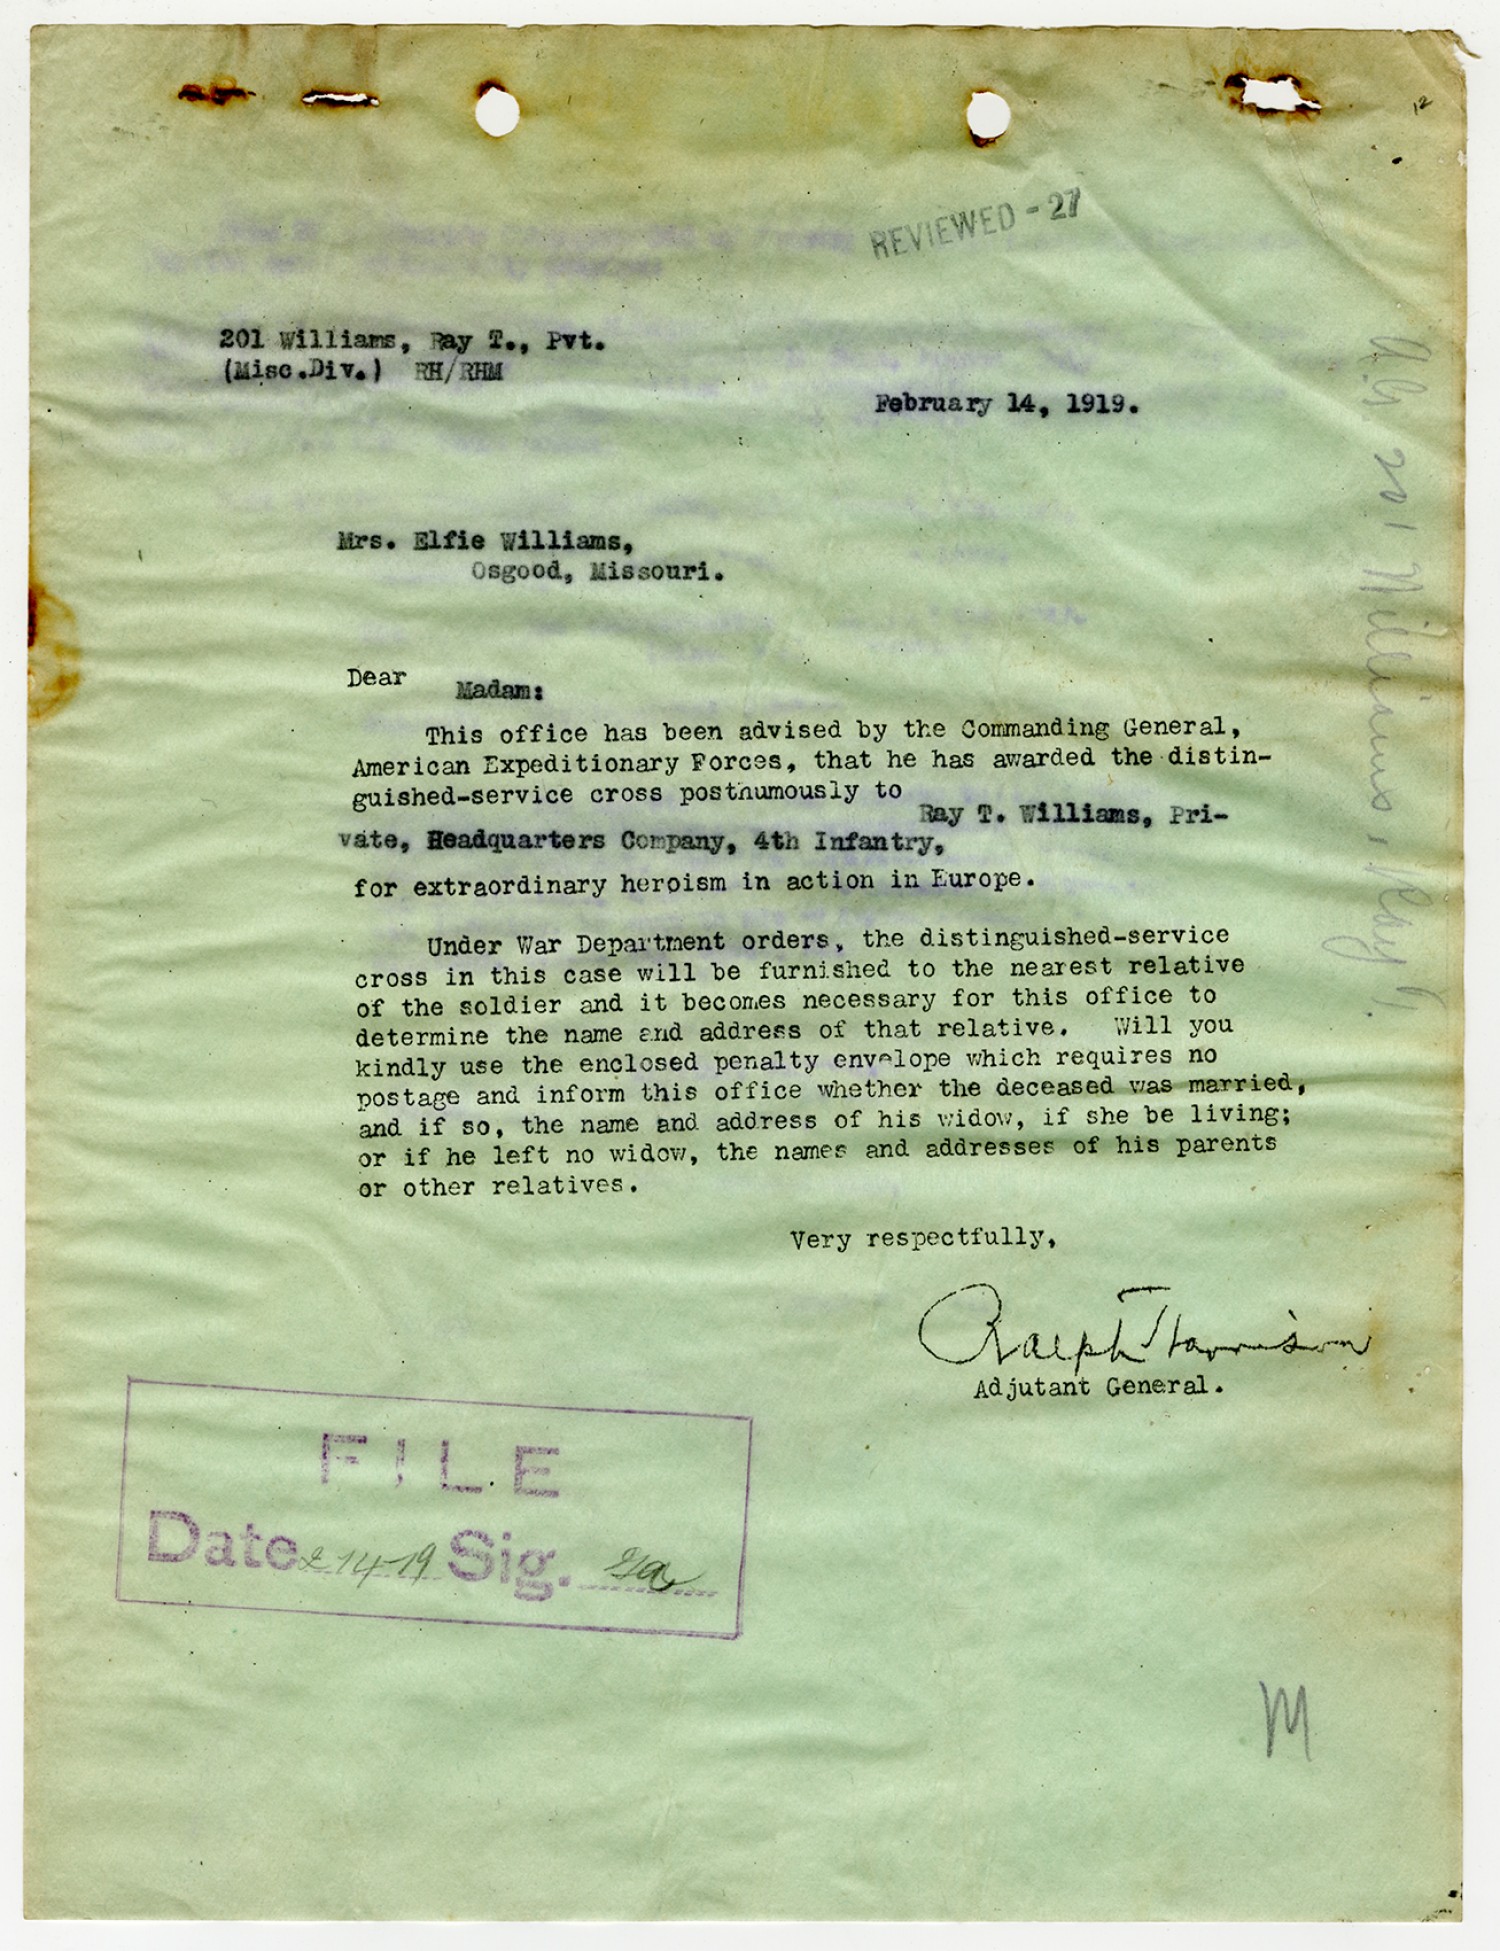 12
REVIEWED - 27
201 Williams, Ray T., Pvt.
(Misc.Div.) RH/RHM
February 14, 1919.
Mrs. Elfie Williams,
Osgood, Missouri.
Dear Madam:
This office has been advised by the Commanding General,
American Expeditionary Forces, that he has awarded the distin-
guished-service cross posthumously to
Ray T. Williams, Pri-
vate, Headquarters Company, 4th Infantry,
for extraordinary heroism in action in Europe.
Under War Department orders, the distinguished-service
cross in this case will be furnished to the nearest relative
of the soldier and it becomes necessary for this office to
determine the name and address of that relative. Will you
kindly use the enclosed penalty envelope which requires no
postage and inform this office whether the deceased was married,
and if so, the name and address of his widow, if she be living;
or if he left no widow, the names and addresses of his parents
or other relatives.
Very respectfully,
Ralph Harrison
Adjutant General.
FILE
Date 2-14-19 Sig.
M
A.G. 201 Williams, Ray T.